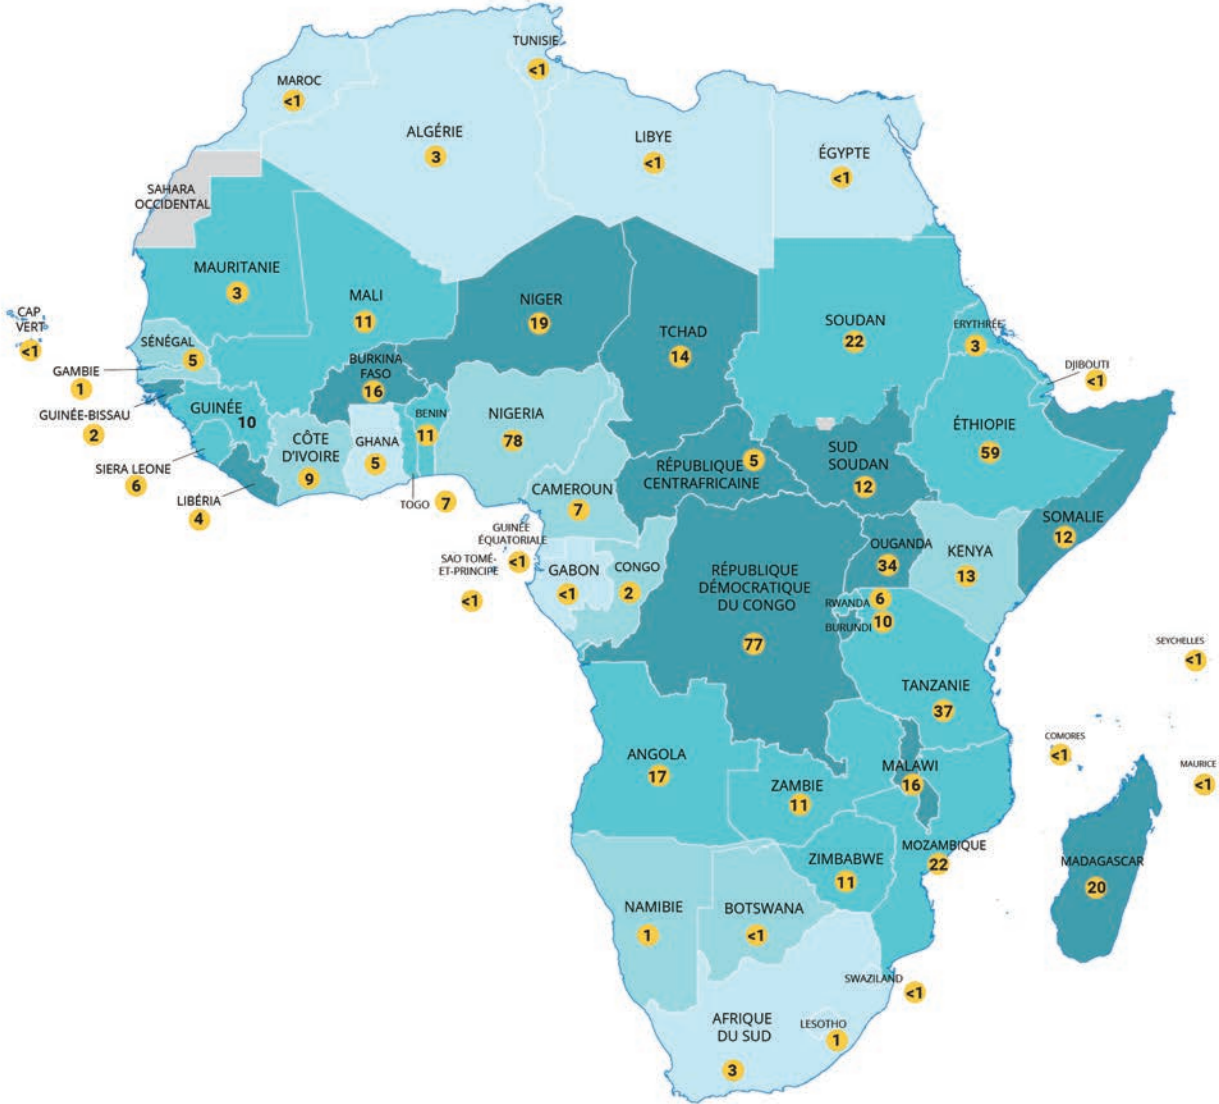 TUNISIE
<1
MAROC
<1
ALGÉRIE
3
LIBYE
<1
ÉGYPTE
<1
SAHARA
OCCIDENTAL
MAURITANIE
3
MALI
11
NIGER
19
TCHAD
14
SOUDAN
22
ERYTHRÉE
3
CAP
VERT
<1
SÉNÉGAL
5
GAMBIE
1
GUINÉE-BISSAU
2
GUINÉE
10
SIERA LEONE
6
LIBÉRIA
4
BURKINA
FASO
16
CÔTE
D'IVOIRE
9
GHANA
5
BENIN
11
TOGO
7
NIGERIA
78
DJIBOUTI
<1
ÉTHIOPIE
59
RÉPUBLIQUE
CENTRAFRICAINE
5
SUD
SOUDAN
12
SOMALIE
12
CAMEROUN
7
GUINÉE
ÉQUATORIALE
<1
SAO TOMÉ-
ET-PRINCIPE
<1
GABON
<1
CONGO
2
RÉPUBLIQUE
DÉMOCRATIQUE
DU CONGO
77
OUGANDA
34
KENYA
13
RWANDA
6
BURUNDI
10
TANZANIE
37
SEYCHELLES
<1
COMORES
<1
MAURICE
<1
ANGOLA
17
ZAMBIE
11
MALAWI
16
MOZAMBIQUE
22
ZIMBABWE
11
MADAGASCAR
20
NAMIBIE
1
BOTSWANA
<1
SWAZILAND
<1
AFRIQUE
DU SUD
3
LESOTHO
1